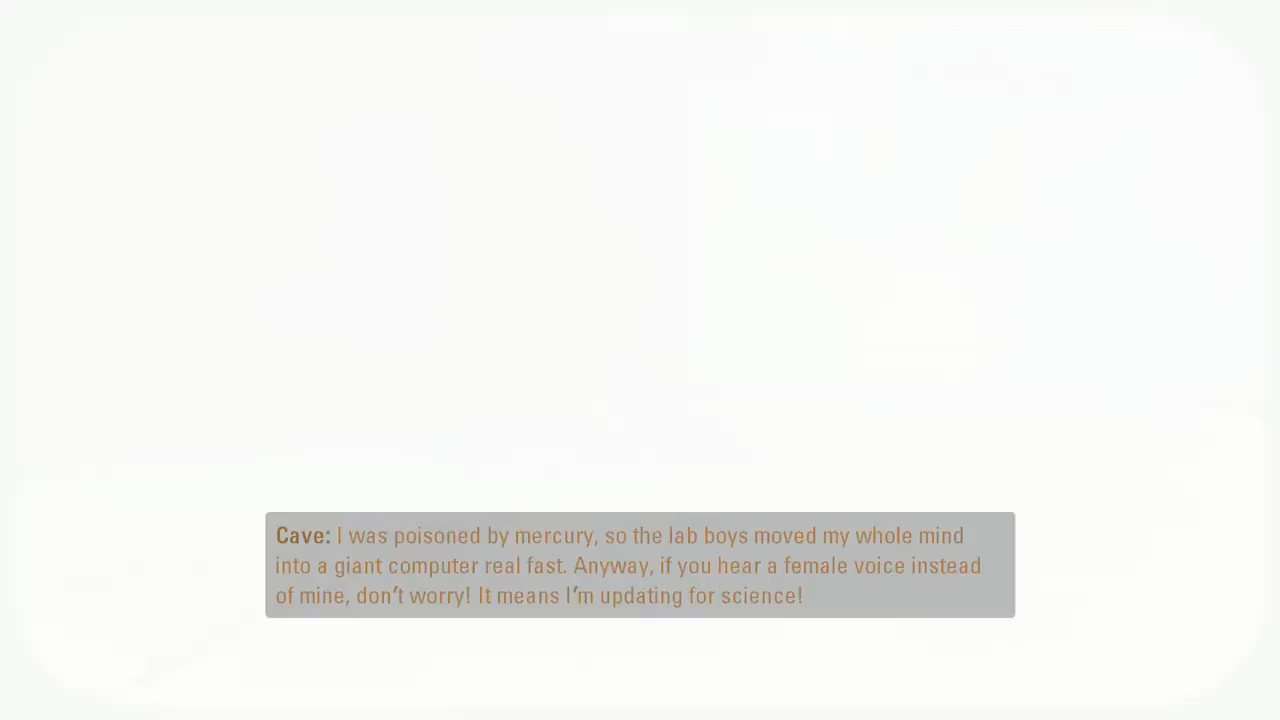 Cave: I was poisoned by mercury, so the lab boys moved my whole mind
into a giant computer real fast. Anyway, if you hear a female voice instead
of mine, don't worry! It means I'm updating for science!